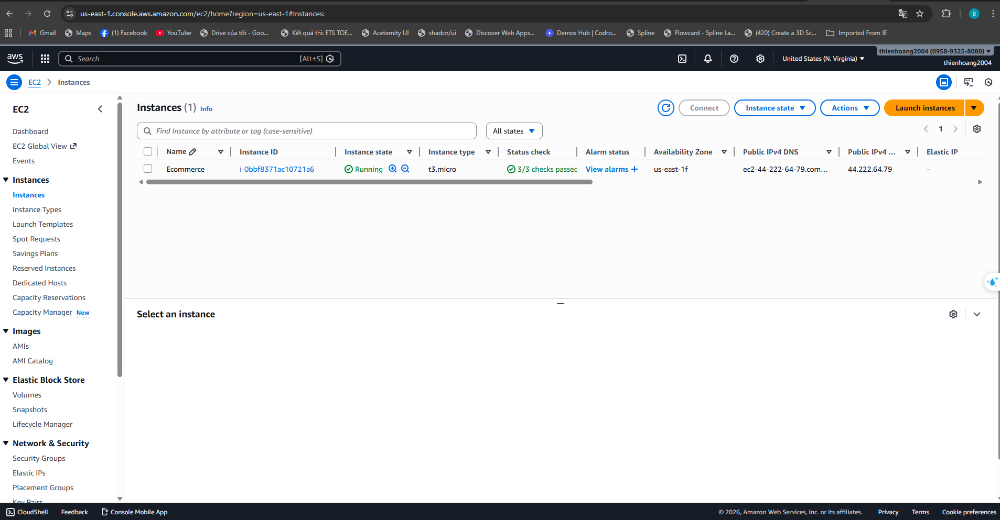 us-east-1.console.aws.amazon.com/ec2/home?region=us-east-1#Instances:
B
Gmail
Maps
(1) Facebook
YouTube
Drive của tôi - Goo...
Kết quả thi: ETS TOE...
Aceternity UI
shadcn/ui
Discover Web Apps...
Demos Hub | Codro...
Spline
Flowcard - Spline La...
(420) Create a 3D Sc...
Imported From IE
aws
Search
[Alt+S]
United States (N. Virginia)
thienhoang2004 (0958-9325-8080)
thienhoang2004
EC2
Instances
EC2
Dashboard
EC2 Global View
Events
Instances
Instances
Instance Types
Launch Templates
Spot Requests
Savings Plans
Reserved Instances
Dedicated Hosts
Capacity Reservations
Capacity Manager New
Images
AMIs
AMI Catalog
Elastic Block Store
Volumes
Snapshots
Lifecycle Manager
Network & Security
Security Groups
Elastic IPs
Placement Groups
Key Pairs
Instances (1) Info
Connect
Instance state
Actions
Launch instances
Find Instance by attribute or tag (case-sensitive)
All states
1
Name Instance ID Instance state Instance type Status check Alarm status Availability Zone Public IPv4 DNS Public IPv4 ... Elastic IP
Ecommerce i-0bbf8371ac10721a6 Running t3.micro 3/3 checks passed View alarms + us-east-1f ec2-44-222-64-79.com... 44.222.64.79 –
Select an instance
CloudShell
Feedback
Console Mobile App
© 2026, Amazon Web Services, Inc. or its affiliates.
Privacy
Terms
Cookie preferences